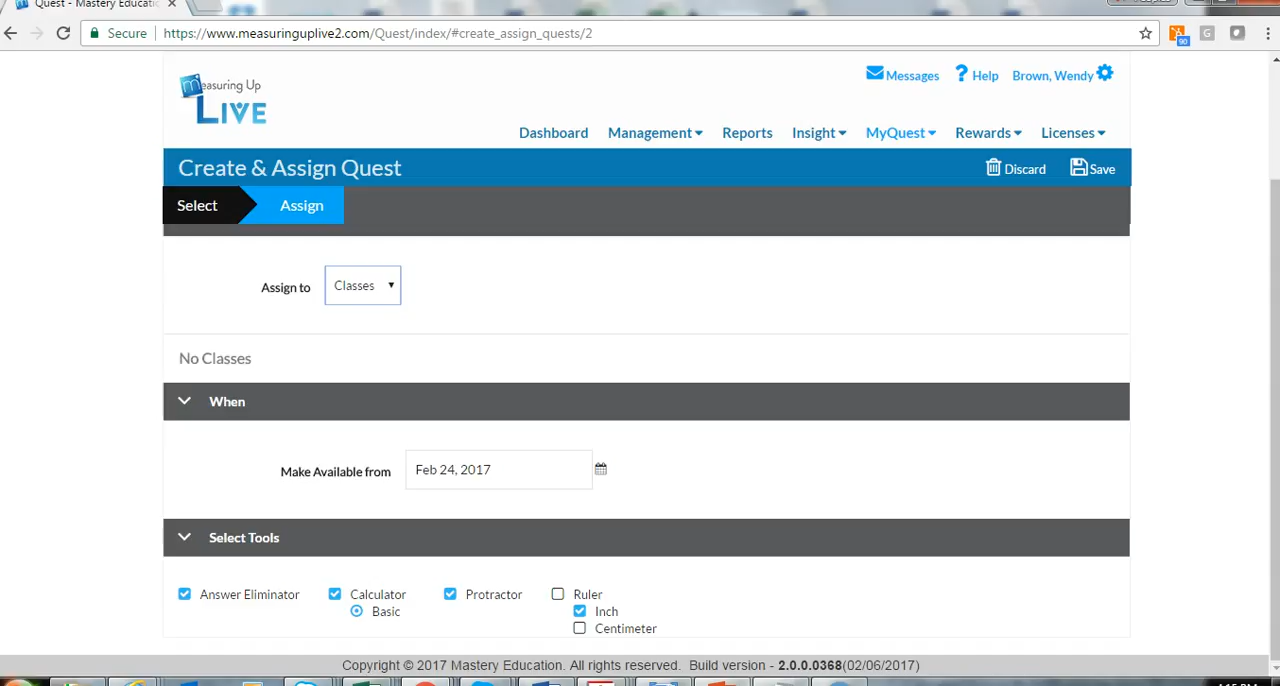 Quest - Mastery Educatio
Secure https://www.measuringuplive2.com/Quest/index/#create_assign_quests/2
90
G
Measuring Up
LIVE
Messages Help Brown, Wendy
Dashboard Management Reports Insight MyQuest Rewards Licenses
Create & Assign Quest Discard Save
Select Assign
Assign to Classes
No Classes
When
Make Available from Feb 24, 2017
Select Tools
Answer Eliminator Calculator Protractor Ruler
Basic Inch
Centimeter
Copyright © 2017 Mastery Education. All rights reserved. Build version - 2.0.0.0368(02/06/2017)